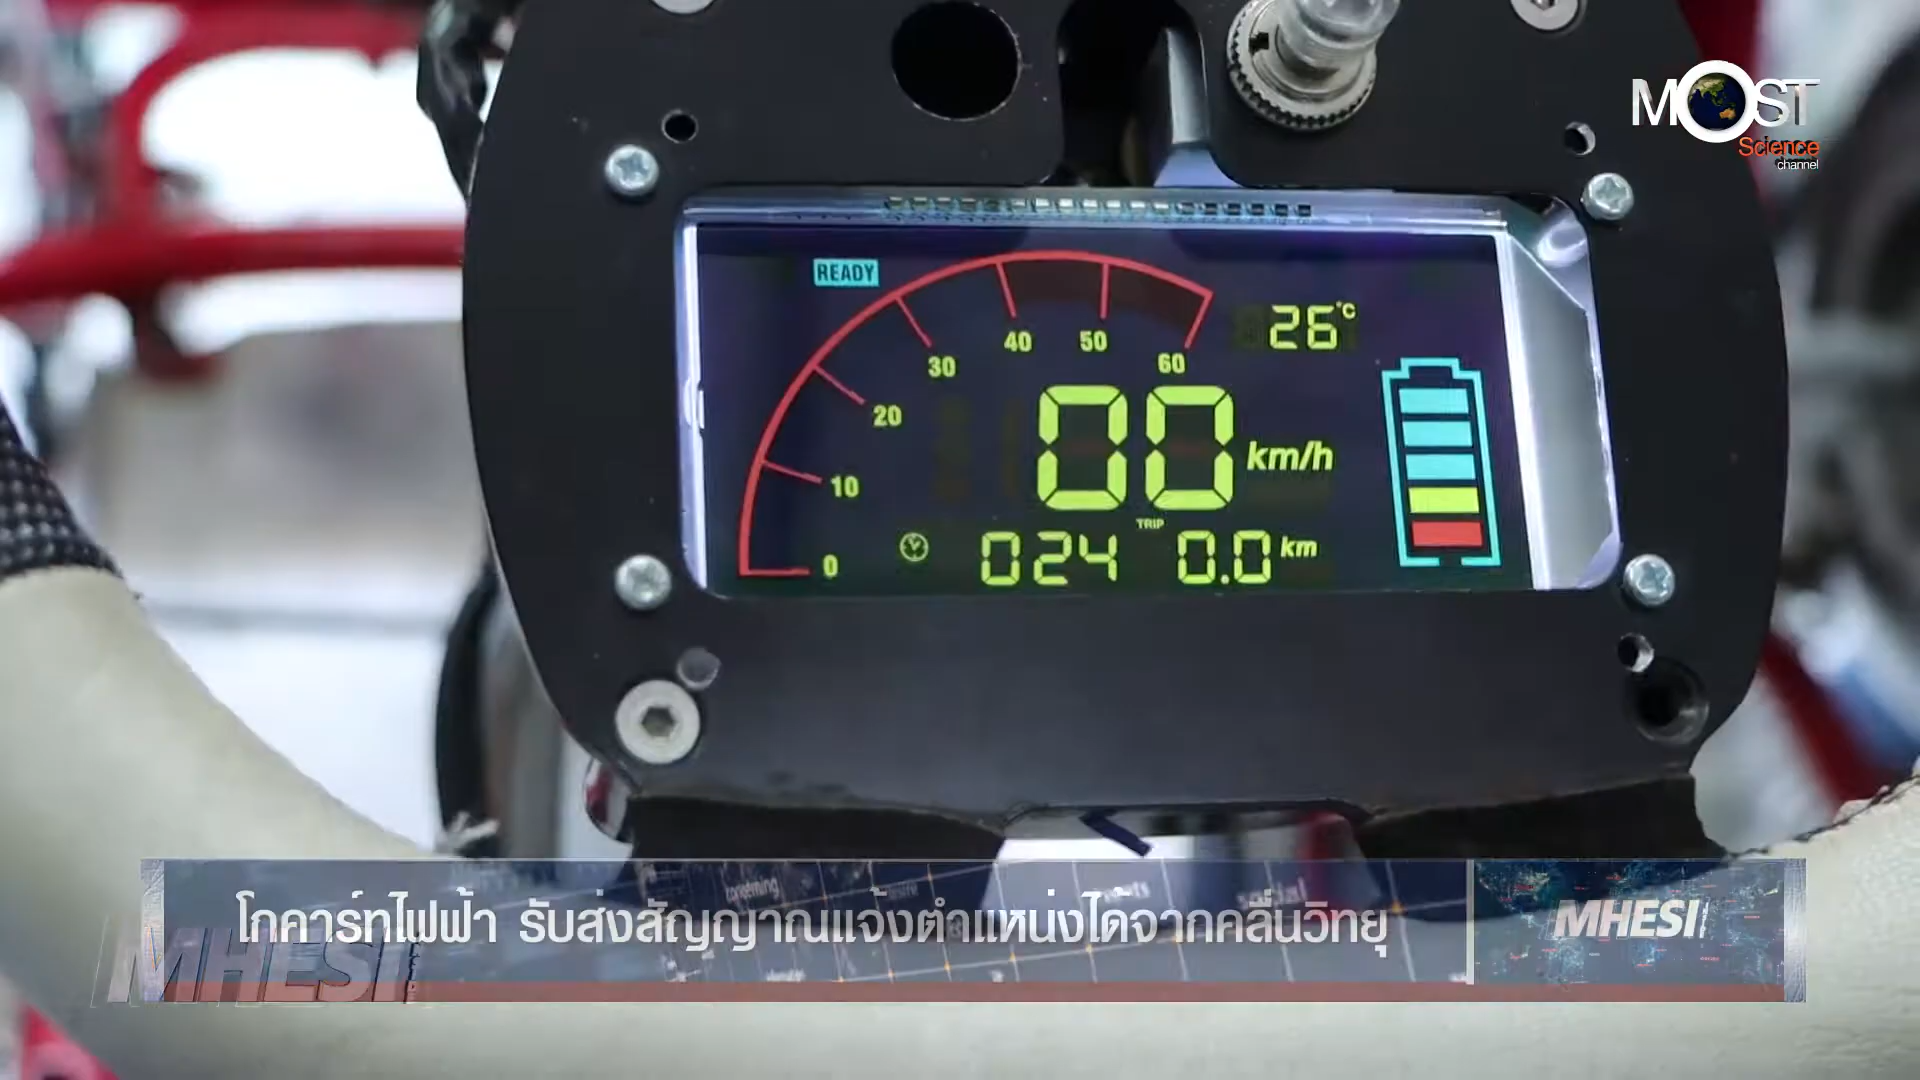 MOST
Science
channel
READY
26°C
0
10
20
30
40
50
60
00 km/h
TRIP
024 0.0 km
โกคาร์ทไฟฟ้า รับส่งสัญญาณแจ้งตำแหน่งได้จากคลื่นวิทยุ
MHESI
MHESI